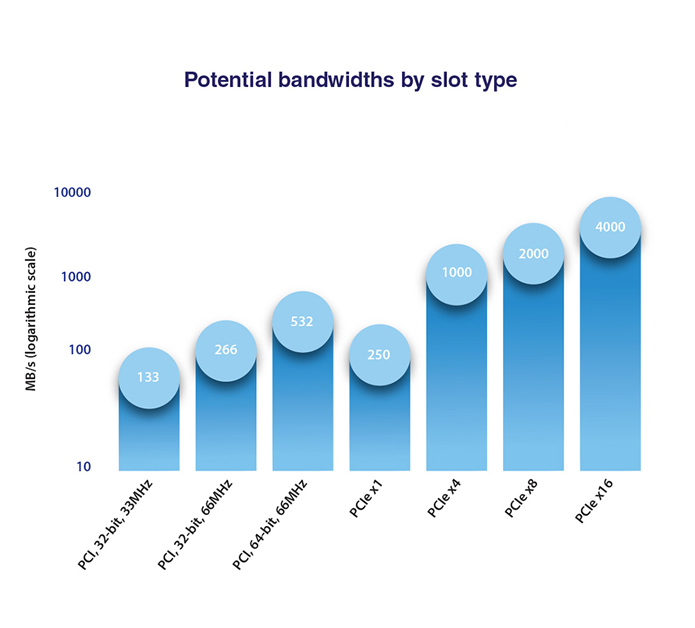 Potential bandwidths by slot type
MB/s (logarithmic scale)
10000
1000
100
10
133
266
532
250
1000
2000
4000
PCI, 32-bit, 33MHz
PCI, 32-bit, 66MHz
PCI, 64-bit, 66MHz
PCIe x1
PCIe x4
PCIe x8
PCIe x16